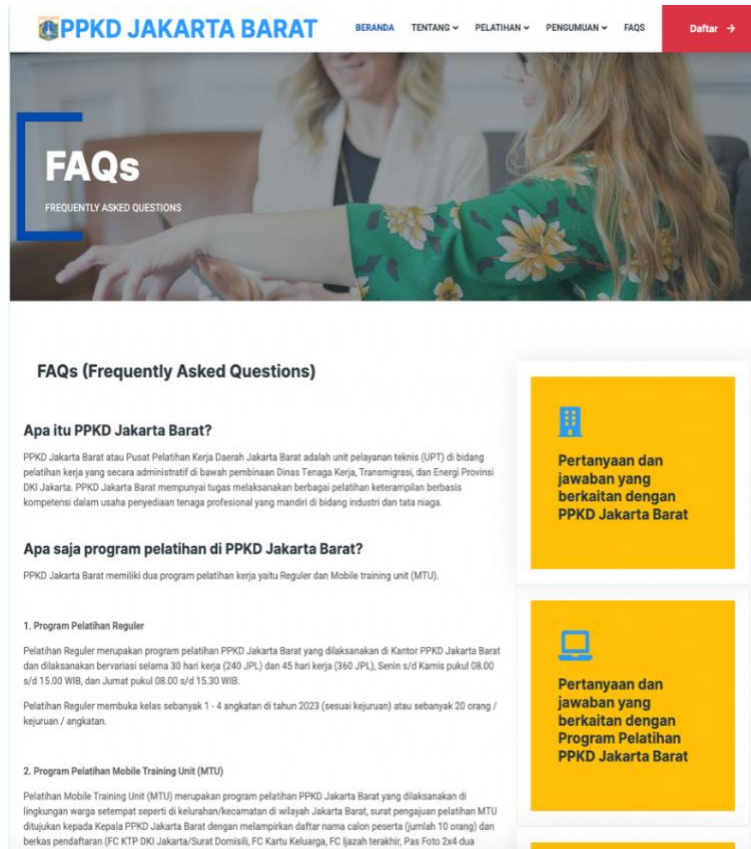 PPKD JAKARTA BARAT
BERANDA TENTANG PELATIHAN PENGUMUAN FAQS Daftar →
FAQs
FREQUENTLY ASKED QUESTIONS
FAQs (Frequently Asked Questions)
Apa itu PPKD Jakarta Barat?
PPKD Jakarta Barat atau Pusat Pelatihan Kerja Daerah Jakarta Barat adalah unit pelayanan teknis (UPT) di bidang
pelatihan kerja yang secara administratif di bawah pembinaan Dinas Tenaga Kerja, Transmigrasi, dan Energi Provinsi
DKI Jakarta. PPKD Jakarta Barat mempunyai tugas melaksanakan berbagai pelatihan keterampilan berbasis
kompetensi dalam usaha penyediaan tenaga profesional yang mandiri di bidang industri dan tata niaga.
Apa saja program pelatihan di PPKD Jakarta Barat?
PPKD Jakarta Barat memiliki dua program pelatihan kerja yaitu Reguler dan Mobile training unit (MTU).
1. Program Pelatihan Reguler
Pelatihan Reguler merupakan program pelatihan PPKD Jakarta Barat yang dilaksanakan di Kantor PPKD Jakarta Barat
dan dilaksanakan bervariasi selama 30 hari kerja (240 JPL) dan 45 hari kerja (360 JPL), Senin s/d Kamis pukul 08.00
s/d 15.00 WIB, dan Jumat pukul 08.00 s/d 15.30 WIB.
Pelatihan Reguler membuka kelas sebanyak 1 - 4 angkatan di tahun 2023 (sesuai kejuruan) atau sebanyak 20 orang /
kejuruan / angkatan.
2. Program Pelatihan Mobile Training Unit (MTU)
Pelatihan Mobile Training Unit (MTU) merupakan program pelatihan PPKD Jakarta Barat yang dilaksanakan di
lingkungan warga setempat seperti di kelurahan/kecamatan di wilayah Jakarta Barat, surat pengajuan pelatihan MTU
ditujukan kepada Kepala PPKD Jakarta Barat dengan melampirkan daftar nama calon peserta (jumlah 10 orang) dan
berkas pendaftaran (FC KTP DKI Jakarta/Surat Domisili, FC Kartu Keluarga, FC Ijazah terakhir, Pas Foto 2x4 dua
Pertanyaan dan
jawaban yang
berkaitan dengan
PPKD Jakarta Barat
Pertanyaan dan
jawaban yang
berkaitan dengan
Program Pelatihan
PPKD Jakarta Barat